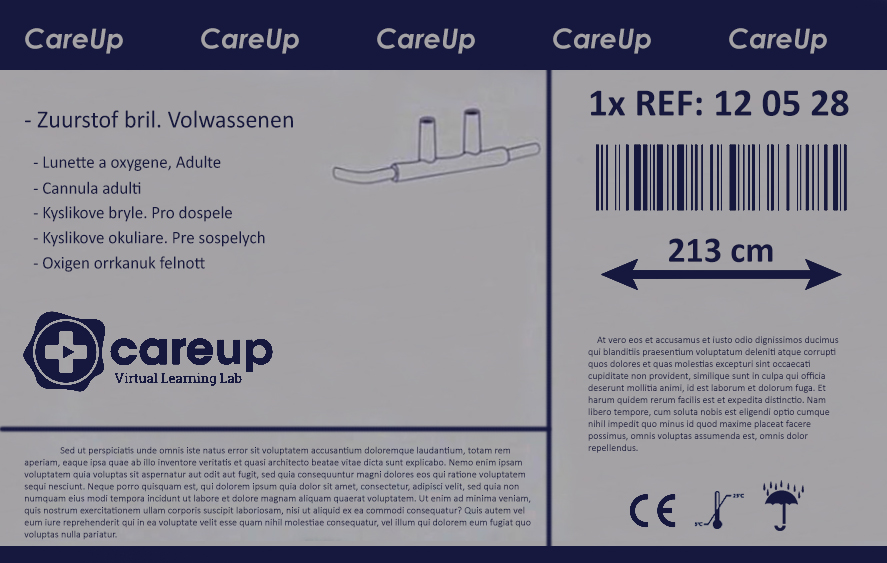 CareUp CareUp CareUp CareUp CareUp
- Zuurstof bril. Volwassenen
- Lunette a oxygene, Adulte
- Cannula adulti
- Kyslikove bryle. Pro dospele
- Kyslikove okuliare. Pre sospelych
- Oxigen orrkanuk felnott
careup
Virtual Learning Lab
Sed ut perspiciatis unde omnis iste natus error sit voluptatem accusantium doloremque laudantium, totam rem
aperiam, eaque ipsa quae ab illo inventore veritatis et quasi architecto beatae vitae dicta sunt explicabo. Nemo enim ipsam
voluptatem quia voluptas sit aspernatur aut odit aut fugit, sed quia consequuntur magni dolores eos qui ratione voluptatem
sequi nesciunt. Neque porro quisquam est, qui dolorem ipsum quia dolor sit amet, consectetur, adipisci velit, sed quia non
numquam eius modi tempora incidunt ut labore et dolore magnam aliquam quaerat voluptatem. Ut enim ad minima veniam,
quis nostrum exercitationem ullam corporis suscipit laboriosam, nisi ut aliquid ex ea commodi consequatur? Quis autem vel
eum iure reprehenderit qui in ea voluptate velit esse quam nihil molestiae consequatur, vel illum qui dolorem eum fugiat quo
voluptas nulla pariatur.
1x REF: 12 05 28
213 cm
At vero eos et accusamus et iusto odio dignissimos ducimus
qui blanditiis praesentium voluptatum deleniti atque corrupti
quos dolores et quas molestias excepturi sint occaecati
cupiditate non provident, similique sunt in culpa qui officia
deserunt mollitia animi, id est laborum et dolorum fuga. Et
harum quidem rerum facilis est et expedita distinctio. Nam
libero tempore, cum soluta nobis est eligendi optio cumque
nihil impedit quo minus id quod maxime placeat facere
possimus, omnis voluptas assumenda est, omnis dolor
repellendus.
CE
25°C
5°C